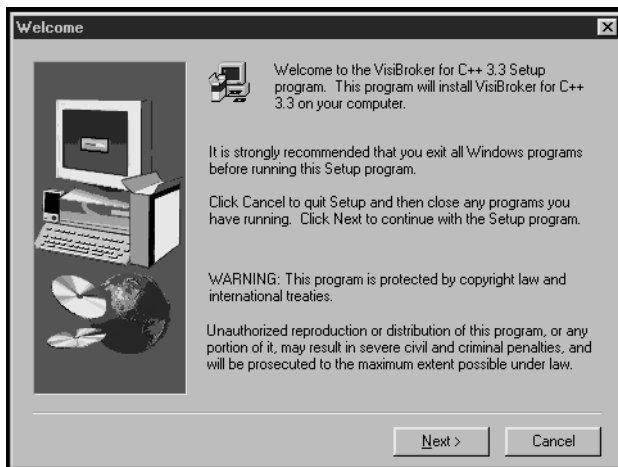 Welcome
Welcome to the VisiBroker for C++ 3.3 Setup
program. This program will install VisiBroker for C++
3.3 on your computer.
It is strongly recommended that you exit all Windows programs
before running this Setup program.
Click Cancel to quit Setup and then close any programs you
have running. Click Next to continue with the Setup program.
WARNING: This program is protected by copyright law and
international treaties.
Unauthorized reproduction or distribution of this program, or any
portion of it, may result in severe civil and criminal penalties, and
will be prosecuted to the maximum extent possible under law.
Next > Cancel